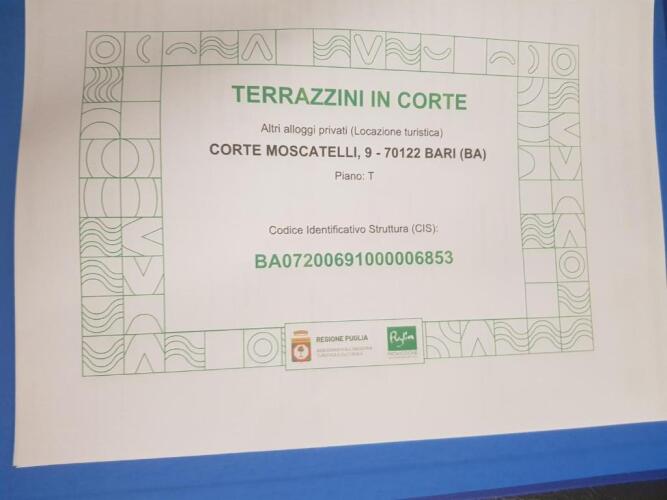 TERRAZZINI IN CORTE
Altri alloggi privati (Locazione turistica)
CORTE MOSCATELLI, 9 - 70122 BARI (BA)
Piano: T
Codice Identificativo Struttura (CIS):
BA07200691000006853
REGIONE PUGLIA
Puglia